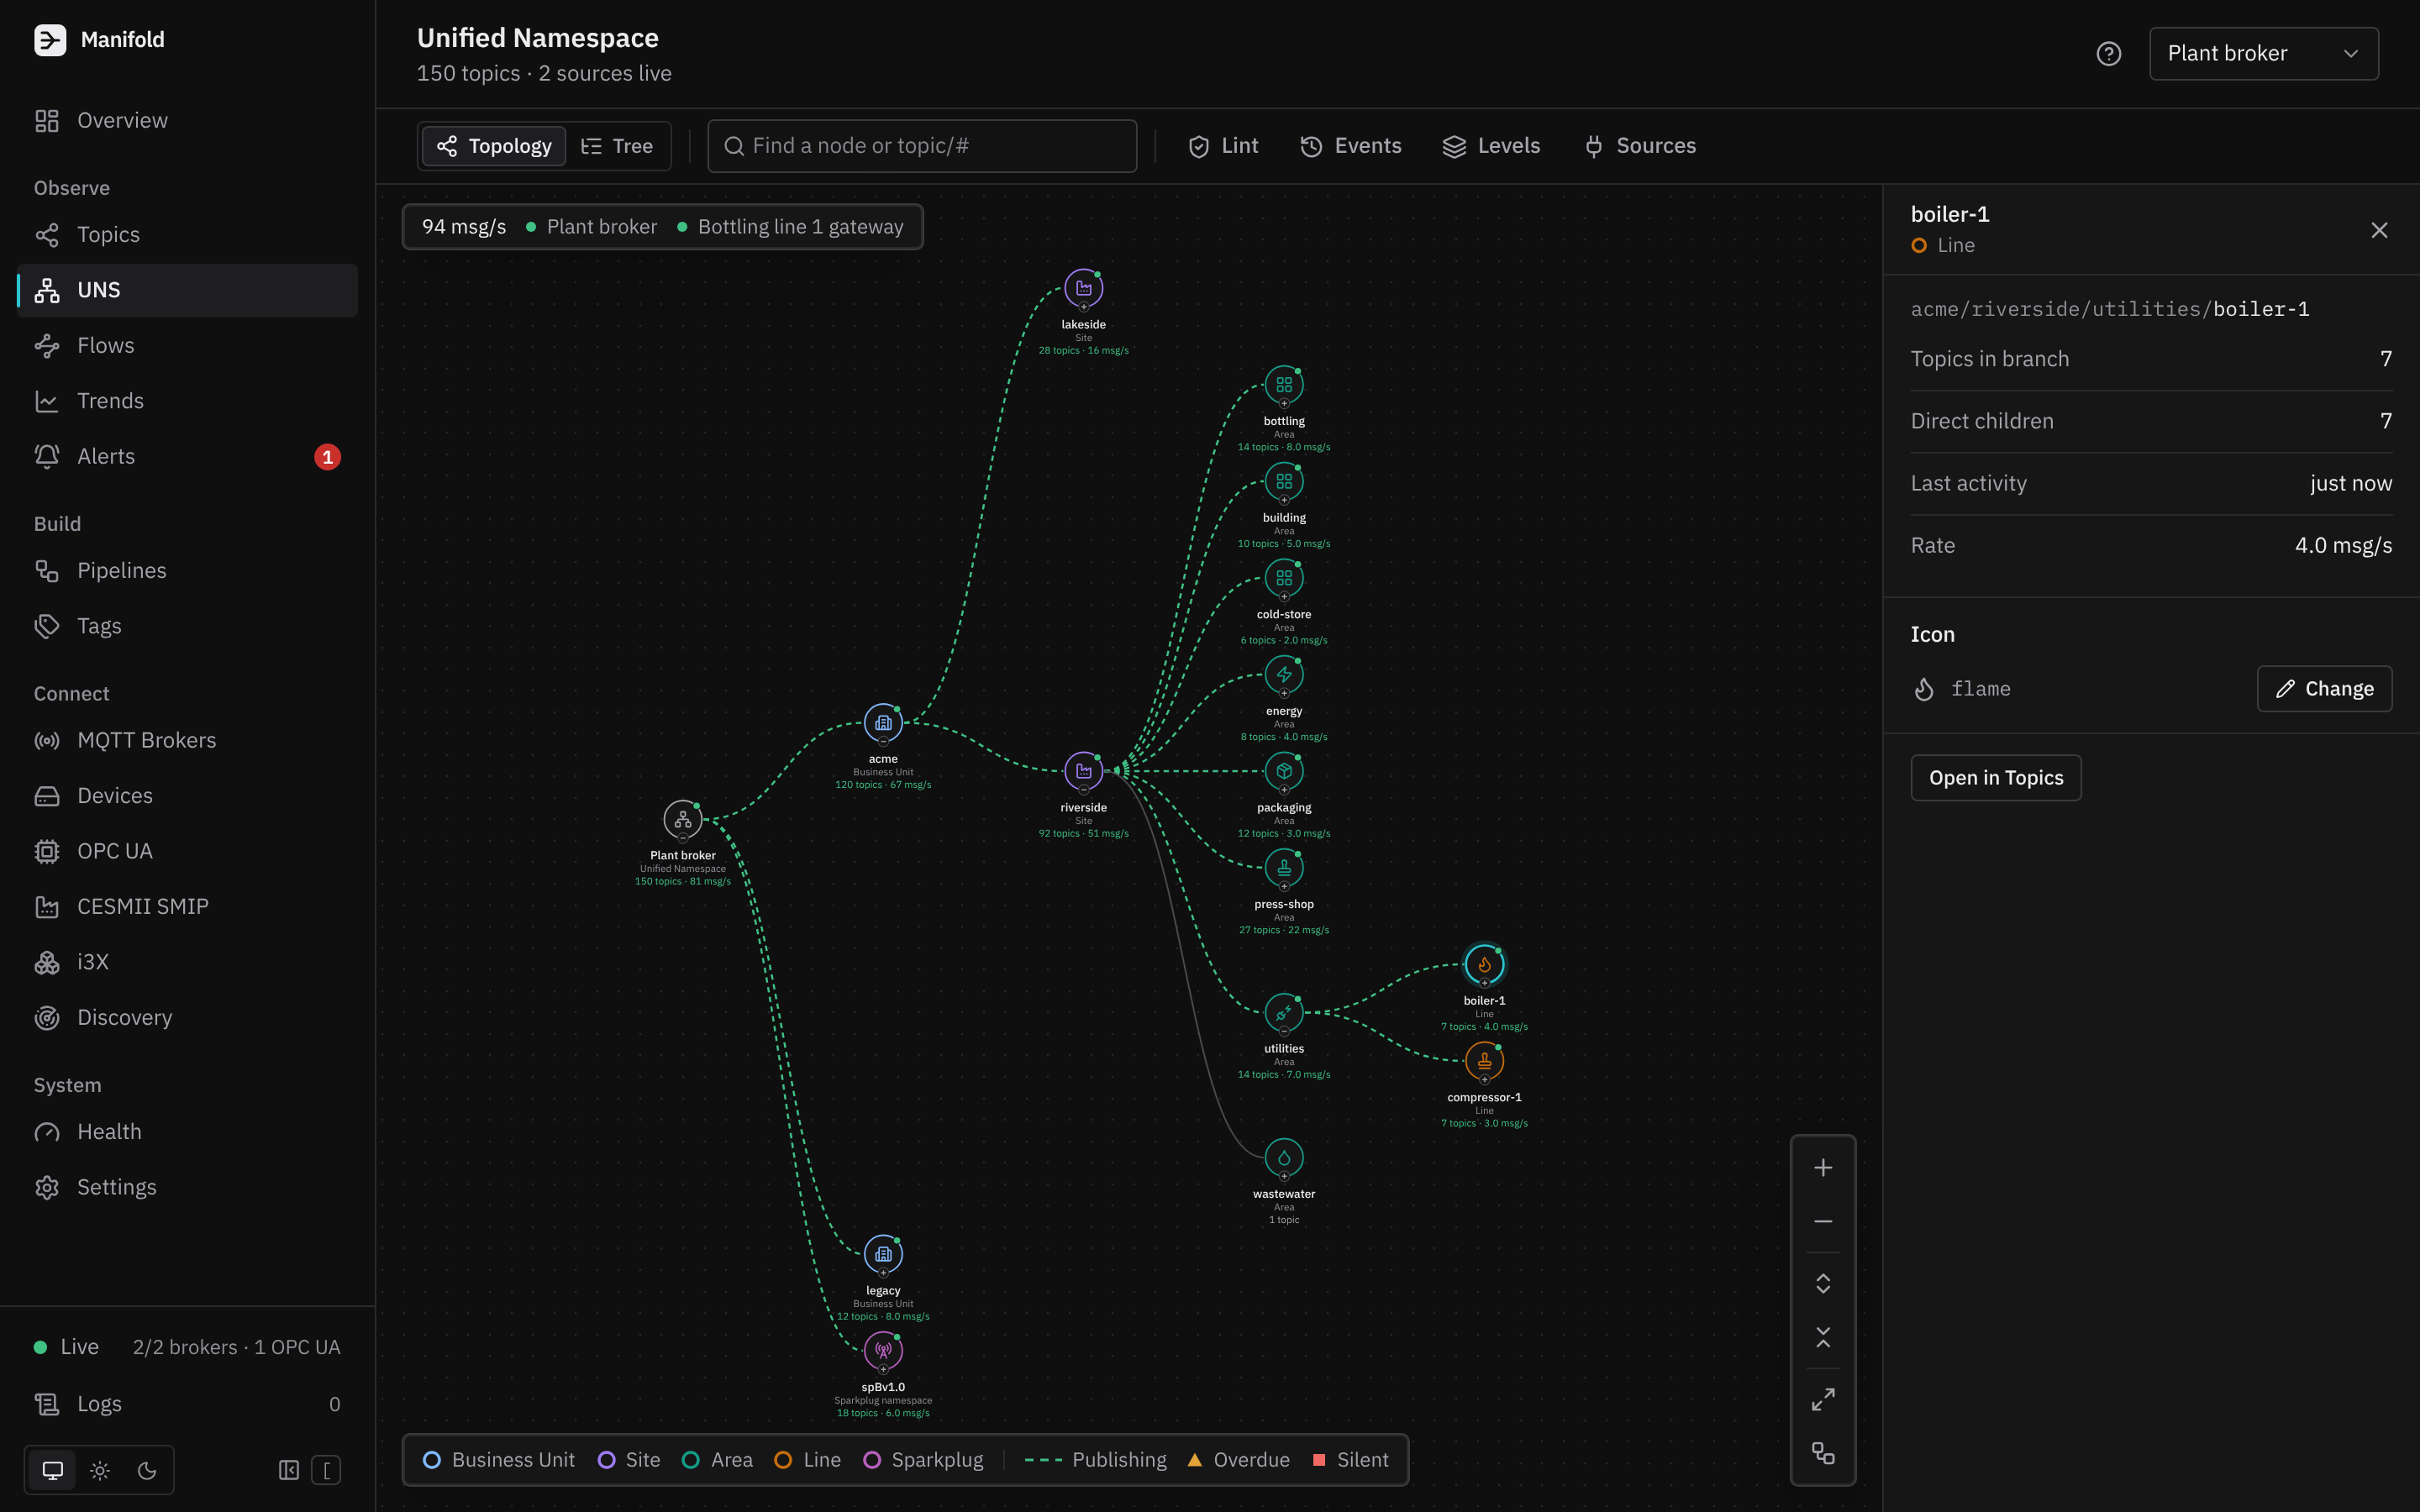 Manifold
Overview
Observe
Topics
UNS
Flows
Trends
Alerts
1
Build
Pipelines
Tags
Connect
MQTT Brokers
Devices
OPC UA
CESMII SMIP
i3X
Discovery
System
Health
Settings
Live
2/2 brokers · 1 OPC UA
Logs
0
[
Unified Namespace
150 topics · 2 sources live
Plant broker
Topology
Tree
Find a node or topic/#
Lint
Events
Levels
Sources
94 msg/s
Plant broker
Bottling line 1 gateway
lakeside
Site
28 topics · 16 msg/s
bottling
Area
14 topics · 8.0 msg/s
building
Area
10 topics · 5.0 msg/s
cold-store
Area
6 topics · 2.0 msg/s
energy
Area
8 topics · 4.0 msg/s
acme
Business Unit
120 topics · 67 msg/s
riverside
Site
92 topics · 51 msg/s
packaging
Area
12 topics · 3.0 msg/s
Plant broker
Unified Namespace
150 topics · 81 msg/s
press-shop
Area
27 topics · 22 msg/s
boiler-1
Line
7 topics · 4.0 msg/s
utilities
Area
14 topics · 7.0 msg/s
compressor-1
Line
7 topics · 3.0 msg/s
wastewater
Area
1 topic
legacy
Business Unit
12 topics · 8.0 msg/s
spBv1.0
Sparkplug namespace
18 topics · 6.0 msg/s
Business Unit
Site
Area
Line
Sparkplug
Publishing
Overdue
Silent
boiler-1
Line
acme/riverside/utilities/boiler-1
Topics in branch
7
Direct children
7
Last activity
just now
Rate
4.0 msg/s
Icon
flame
Change
Open in Topics